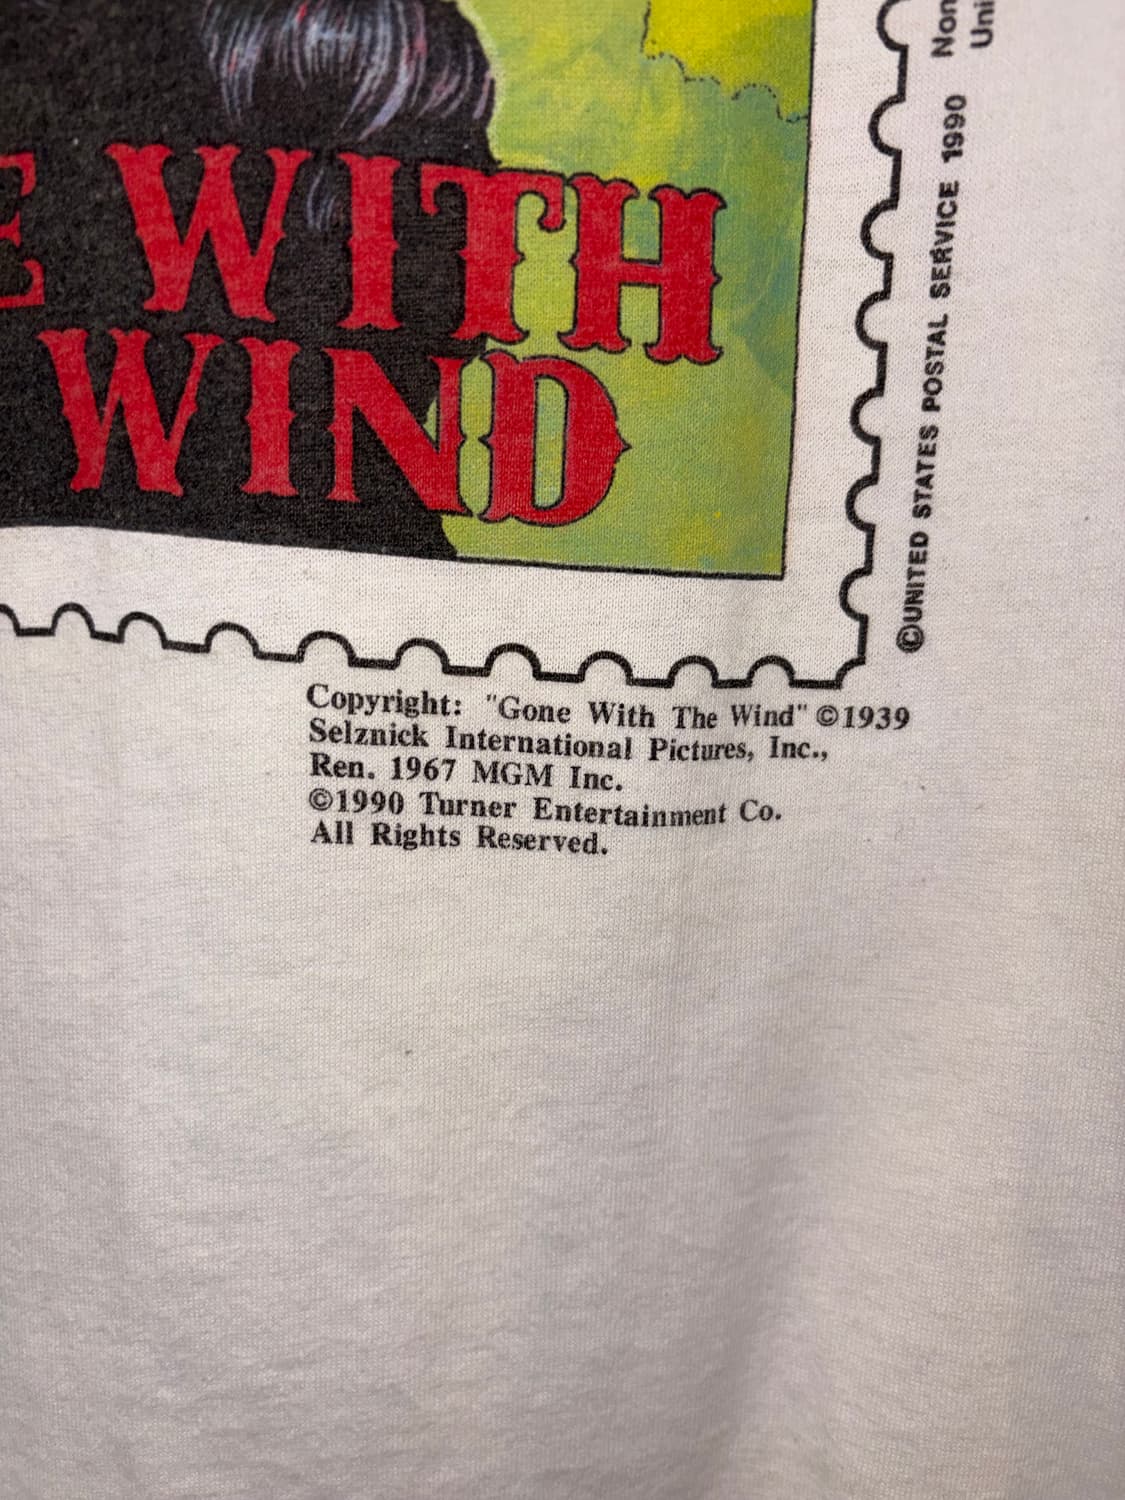 E WITH
WIND
Copyright: "Gone With The Wind" ©1939
Selznick International Pictures, Inc.,
Ren. 1967 MGM Inc.
©1990 Turner Entertainment Co.
All Rights Reserved.
©UNITED STATES POSTAL SERVICE 1990